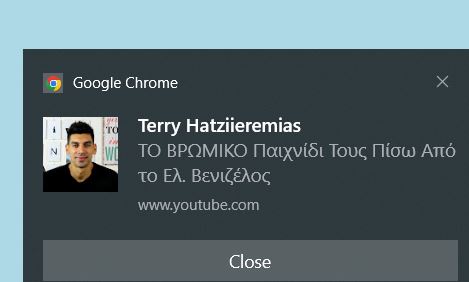 Google Chrome
Terry Hatziieremias
ΤΟ ΒΡΩΜΙΚΟ Παιχνίδι Τους Πίσω Από
το Ελ. Βενιζέλος
www.youtube.com
Close